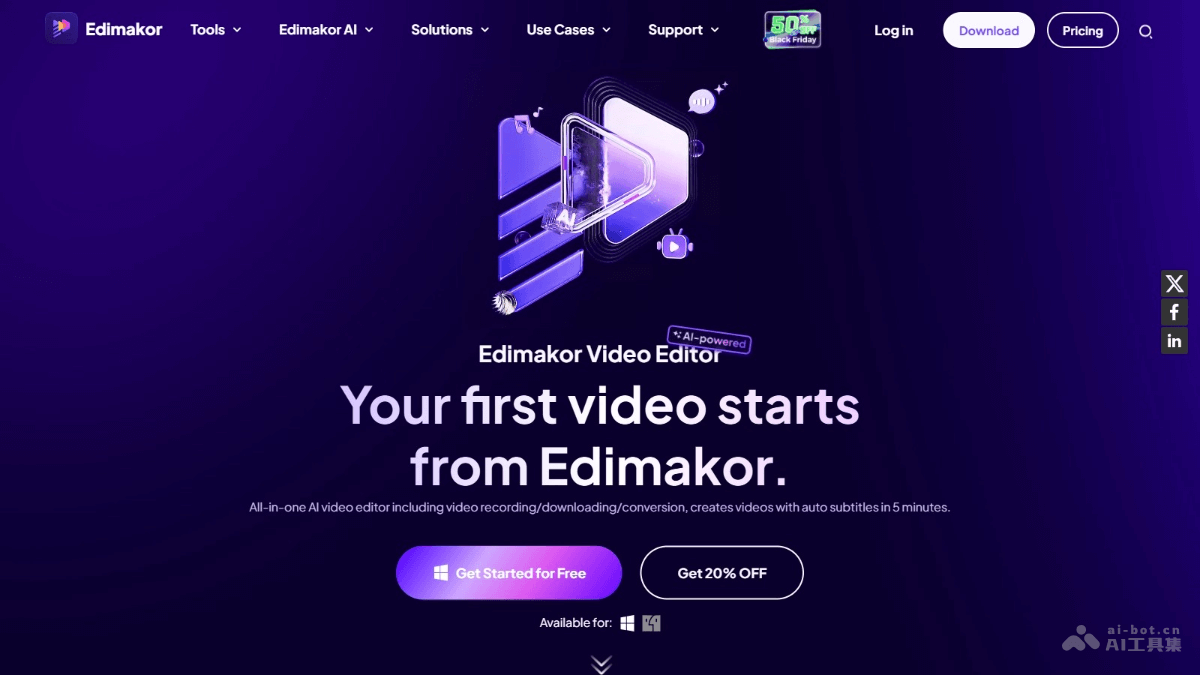 Edimakor
Tools
Edimakor AI
Solutions
Use Cases
Support
50% OFF
Black Friday
Log in
Download
Pricing
AI
AI-powered
Edimakor Video Editor
Your first video starts
from Edimakor.
All-in-one AI video editor including video recording/downloading/conversion, creates videos with auto subtitles in 5 minutes.
Get Started for Free
Get 20% OFF
Available for:
X
f
in
ai-bot.cn
AI工具集